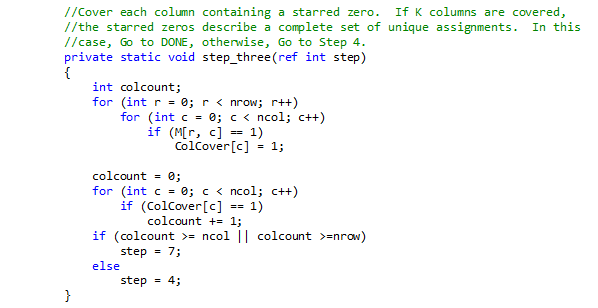 //Cover each column containing a starred zero.  If K columns are covered,
//the starred zeros describe a complete set of unique assignments.  In this
//case, Go to DONE, otherwise, Go to Step 4.
private static void step_three(ref int step)
{
    int colcount;
    for (int r = 0; r < nrow; r++)
        for (int c = 0; c < ncol; c++)
            if (M[r, c] == 1)
                ColCover[c] = 1;

    colcount = 0;
    for (int c = 0; c < ncol; c++)
        if (ColCover[c] == 1)
            colcount += 1;
    if (colcount >= ncol || colcount >=nrow)
        step = 7;
    else
        step = 4;
}